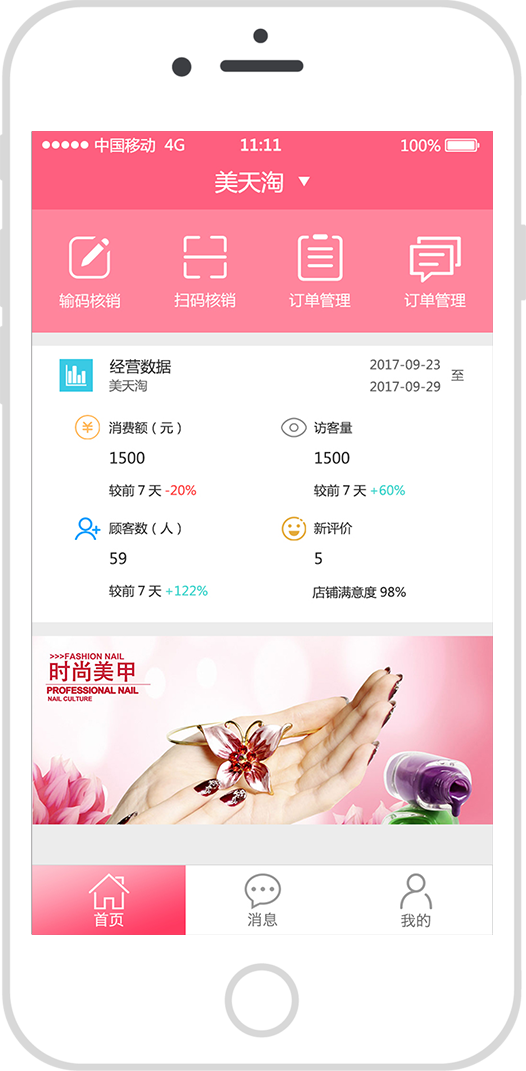 中国移动 4G 11:11 100%
美天淘
输码核销 扫码核销 订单管理 订单管理
经营数据
美天淘
2017-09-23
至
2017-09-29
消费额（元） 访客量
1500 1500
较前 7 天 -20% 较前 7 天 +60%
顾客数（人） 新评价
59 5
较前 7 天 +122% 店铺满意度 98%
>>>FASHION NAIL
时尚美甲
PROFESSIONAL NAIL
NAIL CULTURE
首页 消息 我的